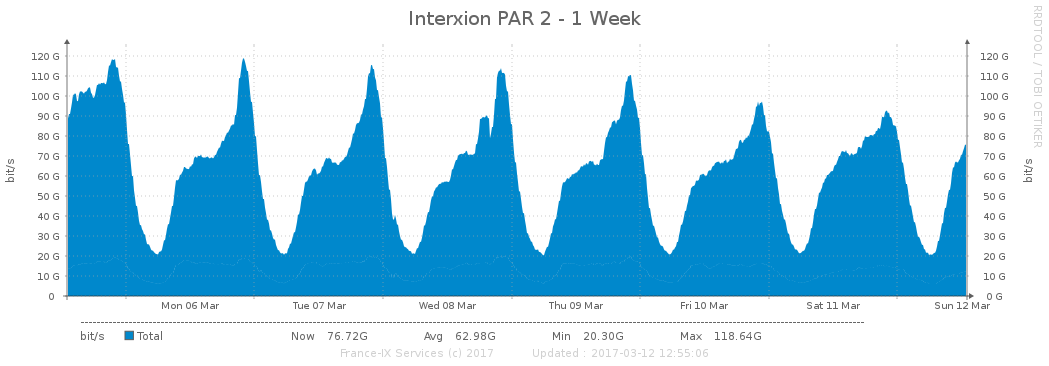 Interxion PAR 2 - 1 Week
RRDTOOL / TOBI OETIKER
bit/s
120 G 120 G
110 G 110 G
100 G 100 G
90 G 90 G
80 G 80 G
70 G 70 G
60 G 60 G
50 G 50 G
40 G 40 G
30 G 30 G
20 G 20 G
10 G 10 G
0 0 G
bit/s
Mon 06 Mar Tue 07 Mar Wed 08 Mar Thu 09 Mar Fri 10 Mar Sat 11 Mar Sun 12 Mar
bit/s Total Now 76.72G Avg 62.98G Min 20.30G Max 118.64G
France-IX Services (c) 2017 Updated : 2017-03-12 12:55:06